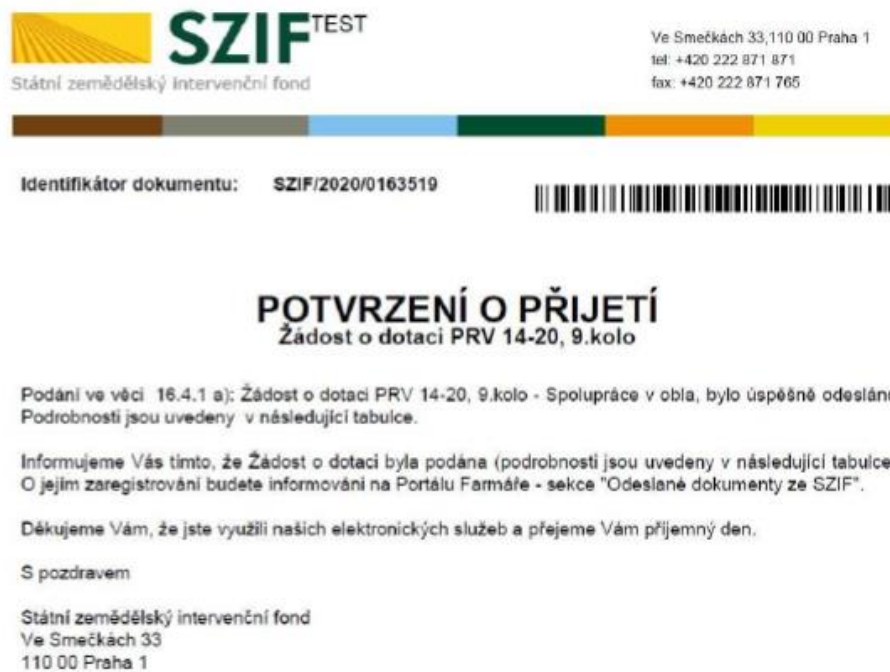 SZIF TEST
Státní zemědělský intervenční fond
Ve Smečkách 33,110 00 Praha 1
tel: +420 222 871 871
fax: +420 222 871 765
Identifikátor dokumentu: SZIF/2020/0163519
POTVRZENÍ O PŘIJETÍ
Žádost o dotaci PRV 14-20, 9.kolo
Podání ve věci 16.4.1 a): Žádost o dotaci PRV 14-20, 9.kolo - Spolupráce v obla, bylo úspěšně odesláno
Podrobnosti jsou uvedeny v následující tabulce.
Informujeme Vás tímto, že Žádost o dotaci byla podána (podrobnosti jsou uvedeny v následující tabulce
O jejím zaregistrování budete informováni na Portálu Farmáře - sekce "Odeslané dokumenty ze SZIF".
Děkujeme Vám, že jste využili našich elektronických služeb a přejeme Vám příjemný den.
S pozdravem
Státní zemědělský intervenční fond
Ve Smečkách 33
110 00 Praha 1